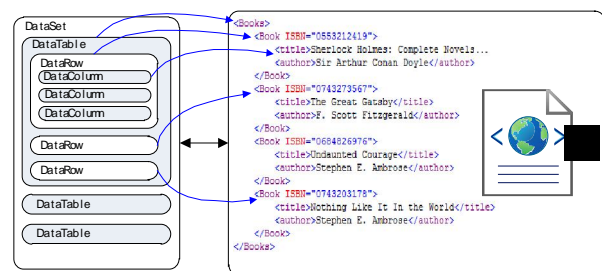 DataSet
DataTable
DataRow
DataColumn
DataColumn
DataColumn
DataRow
DataRow
DataTable
DataTable
<Books>
<Book ISBN="0553212419">
<title>Sherlock Holmes: Complete Novels...
<author>Sir Arthur Conan Doyle</author>
</Book>
<Book ISBN="0743273567">
<title>The Great Gatsby</title>
<author>F. Scott Fitzgerald</author>
</Book>
<Book ISBN="0684826976">
<title>Undaunted Courage</title>
<author>Stephen E. Ambrose</author>
</Book>
<Book ISBN="0743203178">
<title>Nothing Like It In the World</title>
<author>Stephen E. Ambrose</author>
</Book>
</Books>
< >